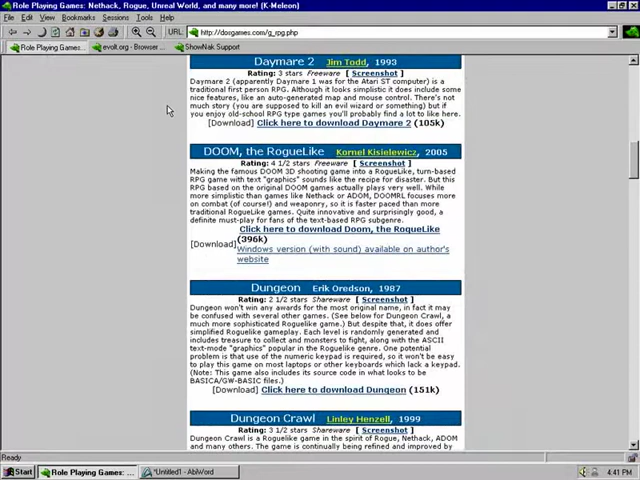 Role Playing Games: Nethack, Rogue, Unreal World, and many more! (K-Meleon)
File Edit View Bookmarks Sessions Tools Help
URL http://dosgames.com/g_rpg.php
Role Playing Games: ... evolt.org - Browser ... ShowNak Support
Daymare 2 Jim Todd, 1993
Rating: 3 stars Freeware [ Screenshot ]
Daymare 2 (apparently Daymare 1 was for the Atari ST computer) is a
traditional first person RPG. Although it looks simplistic it does include some
nice features, like an auto-generated map and mouse control. There's not
much story (you are supposed to kill an evil wizard or something) but if
you enjoy old-school RPG type games you'll probably find a lot to like here.
[Download] Click here to download Daymare 2 (105k)
DOOM, the RogueLike Kornel Kisielewicz, 2005
Rating: 4 1/2 stars Freeware [ Screenshot ]
Making the famous DOOM 3D shooting game into a RogueLike, turn-based
RPG game with text "graphics" sounds like the recipe for disaster. But this
RPG based on the original DOOM games actually plays very well. While
more simplistic than games like Nethack or ADOM, DOOMRL focuses more
on combat (of course!) and weaponry, so it is faster paced than more
traditional RogueLike games. Quite innovative and surprisingly good, a
definite must-play for fans of the text-based RPG subgenre.
Click here to download Doom, the RogueLike
[Download] (396k)
Windows version (with sound) available on author's
website
Dungeon Erik Oredson, 1987
Rating: 2 1/2 stars Shareware [ Screenshot ]
Dungeon won't win any awards for the most original name, in fact it may
be confused with several other games. (See below for Dungeon Crawl, a
much more sophisticated Roguelike game.) But despite that, it does offer
simplified Roguelike gameplay. Each level is randomly generated and
includes treasure to collect and monsters to fight, along with the ASCII
text-mode "graphics" popular in the Roguelike genre. One potential
problem is that use of the numeric keypad is required, so it won't be easy
to play this game on most laptops or other keyboards which lack a keypad.
(Note: This game also includes its source code in what looks to be
BASICA/GW-BASIC files.)
[Download] Click here to download Dungeon (151k)
Dungeon Crawl Linley Henzell, 1999
Rating: 3 1/2 stars Shareware [ Screenshot ]
Dungeon Crawl is a Roguelike game in the spirit of Rogue, Nethack, ADOM
and many others. The game is continually being refined and improved by
Ready
Start Role Playing Games: ... *Untitled1 - AbiWord 4:41 PM